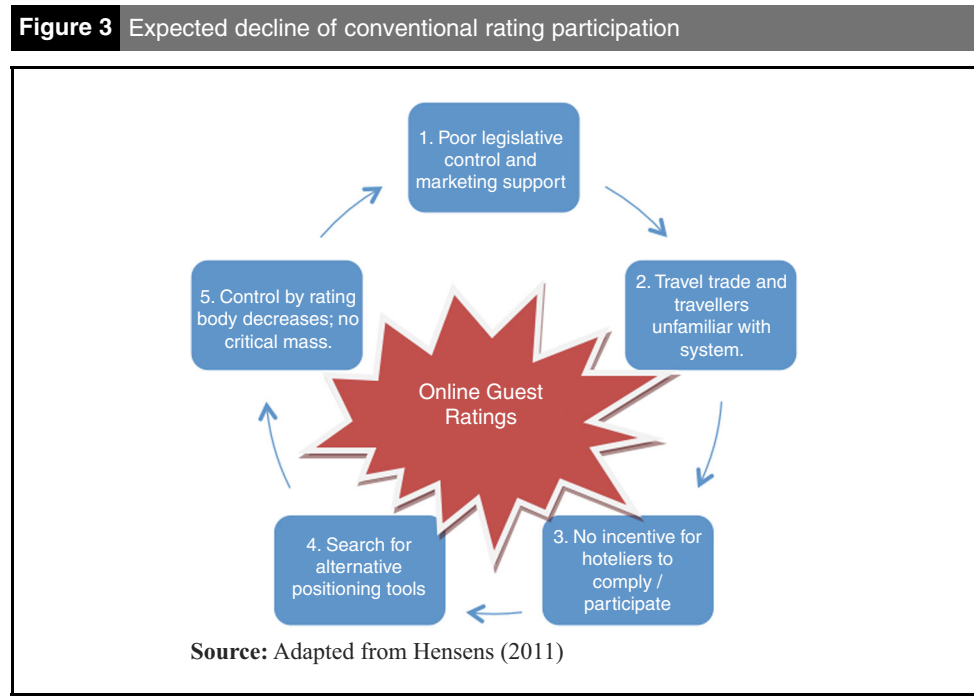 Figure 3 Expected decline of conventional rating participation
1. Poor legislative
control and
marketing support
2. Travel trade and
travellers
unfamiliar with
system.
3. No incentive for
hoteliers to
comply /
participate
4. Search for
alternative
positioning tools
5. Control by rating
body decreases; no
critical mass.
Online Guest
Ratings
Source: Adapted from Hensens (2011)